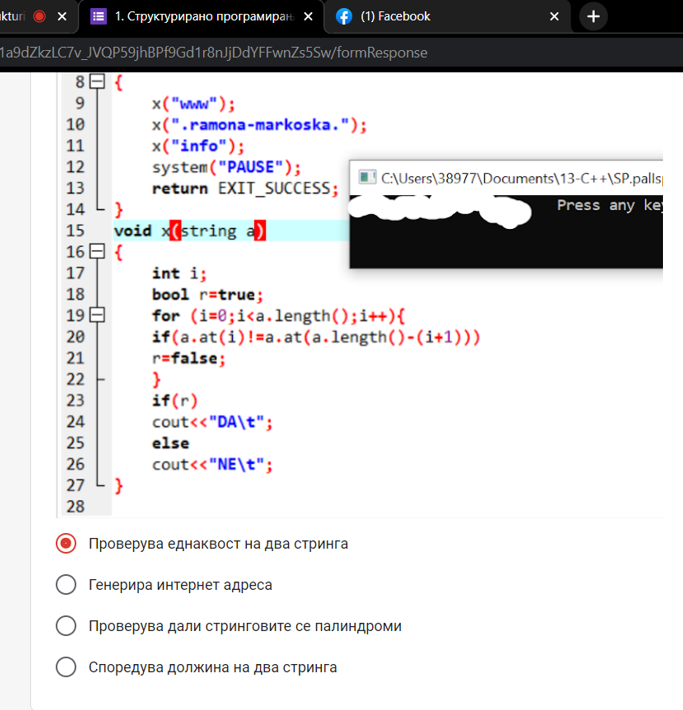 1. Структурирано програмиран
(1) Facebook
1a9dZkzLC7v_JVQP59jhBPf9Gd1r8nJjDdYFFwnZs5Sw/formResponse
8 {
9 x("www");
10 x(".ramona-markoska.");
11 x("info");
12 system("PAUSE");
13 return EXIT_SUCCESS;
14 }
C:\Users\38977\Documents\13-C++\SP.palls
Press any key
15 void x(string a)
16 {
17 int i;
18 bool r=true;
19 for (i=0;i<a.length();i++){
20 if(a.at(i)!=a.at(a.length()-(i+1)))
21 r=false;
22 }
23 if(r)
24 cout<<"DA\t";
25 else
26 cout<<"NE\t";
27 }
28
Проверува еднаквост на два стринга
Генерира интернет адреса
Проверува дали стринговите се палиндроми
Споредува должина на два стринга